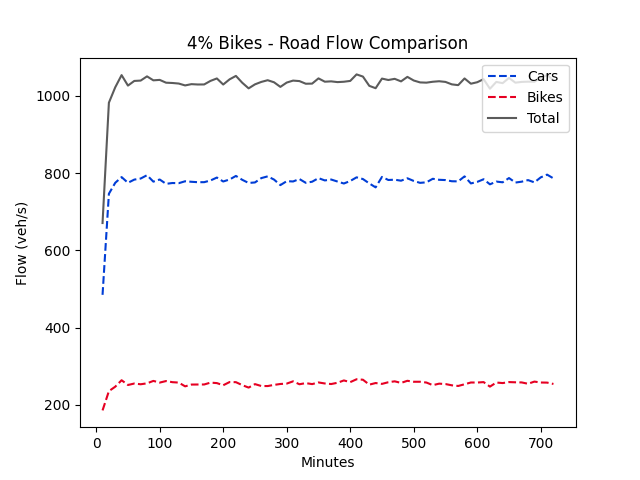 4% Bikes - Road Flow Comparison
Cars
Bikes
Total
Flow (veh/s)
1000
800
600
400
200
0 100 200 300 400 500 600 700
Minutes